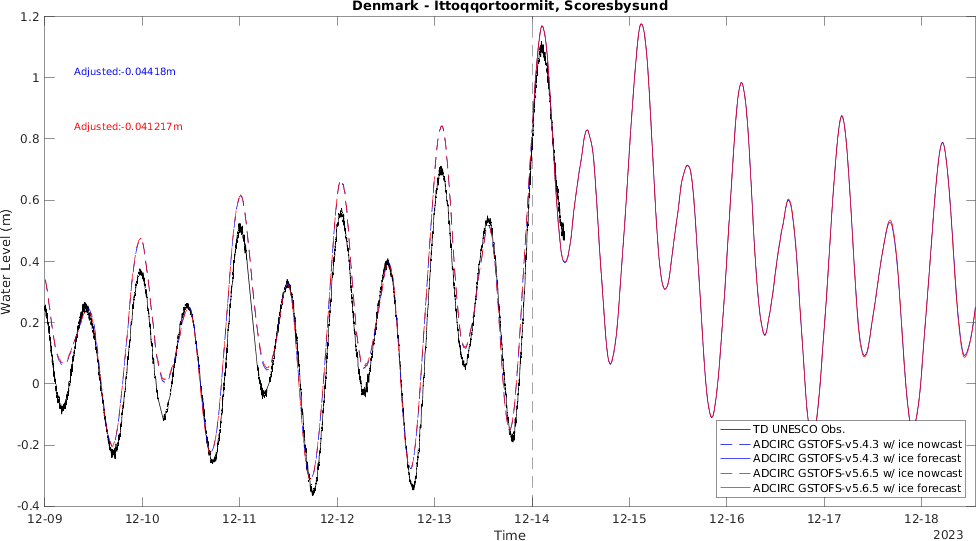 Denmark - Ittoqqortoormiit, Scoresbysund
1.2
1
0.8
0.6
0.4
0.2
0
-0.2
-0.4
Water Level (m)
Adjusted:-0.04418m
Adjusted:-0.041217m
TD UNESCO Obs.
ADCIRC GSTOFS-v5.4.3 w/ ice nowcast
ADCIRC GSTOFS-v5.4.3 w/ ice forecast
ADCIRC GSTOFS-v5.6.5 w/ ice nowcast
ADCIRC GSTOFS-v5.6.5 w/ ice forecast
12-09 12-10 12-11 12-12 12-13 12-14 12-15 12-16 12-17 12-18
Time
2023